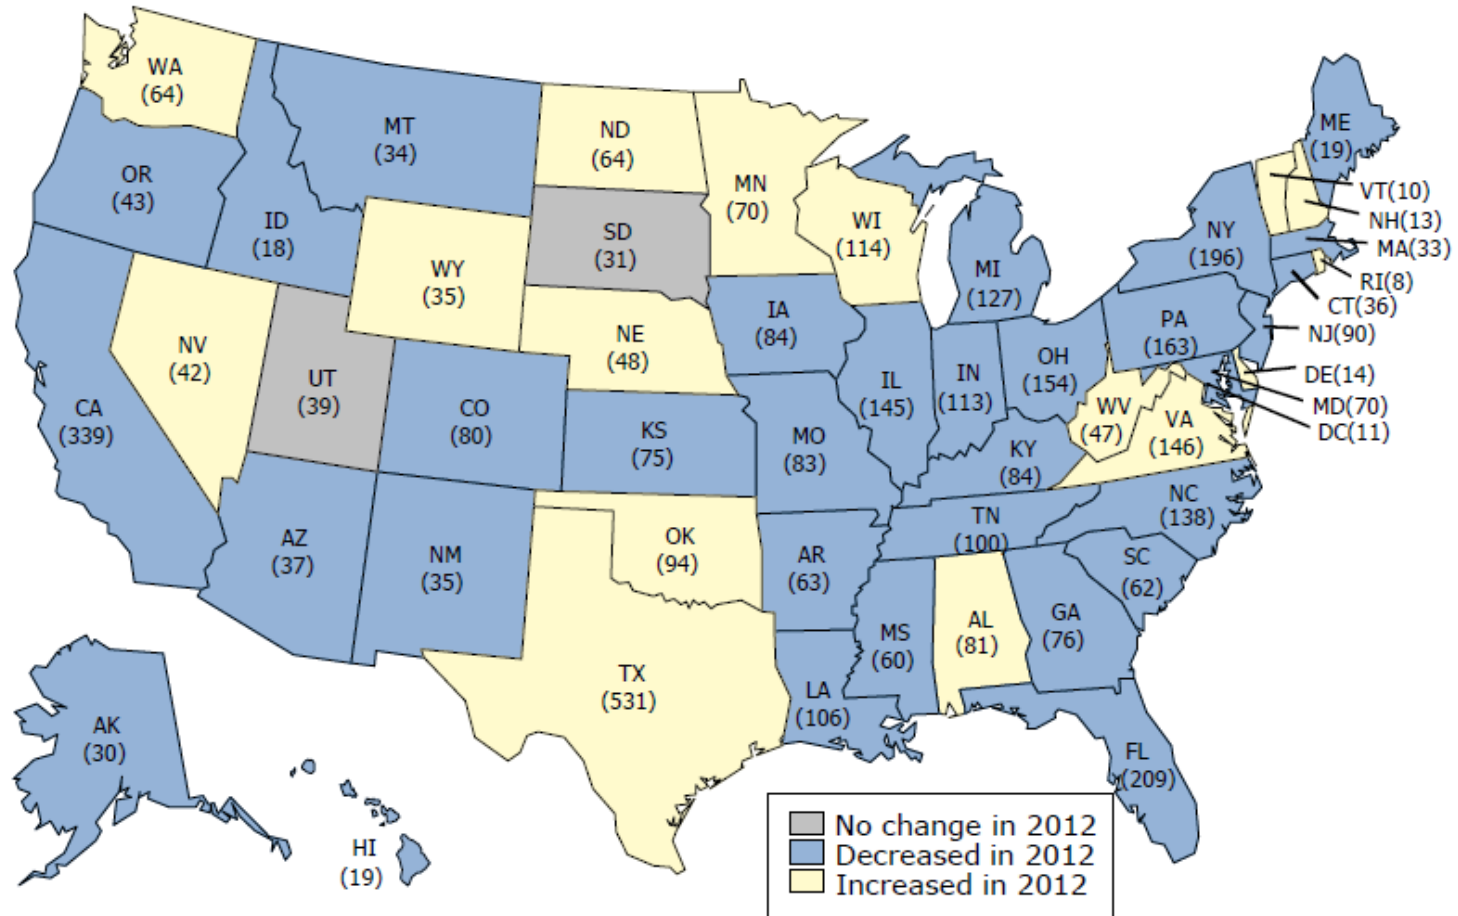 WA
(64)
MT
(34)
ND
(64)
MN
(70)
OR
(43)
ID
(18)
SD
(31)
WI
(114)
ME
(19)
VT(10)
NH(13)
NY
(196)
MA(33)
RI(8)
CT(36)
WY
(35)
MI
(127)
IA
(84)
PA
(163)
NJ(90)
NV
(42)
NE
(48)
UT
(39)
CO
(80)
IL
(145)
IN
(113)
OH
(154)
DE(14)
MD(70)
DC(11)
CA
(339)
KS
(75)
MO
(83)
WV
(47)
VA
(146)
KY
(84)
NC
(138)
TN
(100)
AZ
(37)
NM
(35)
OK
(94)
AR
(63)
SC
(62)
MS
(60)
AL
(81)
GA
(76)
TX
(531)
LA
(106)
AK
(30)
FL
(209)
HI
(19)
No change in 2012
Decreased in 2012
Increased in 2012